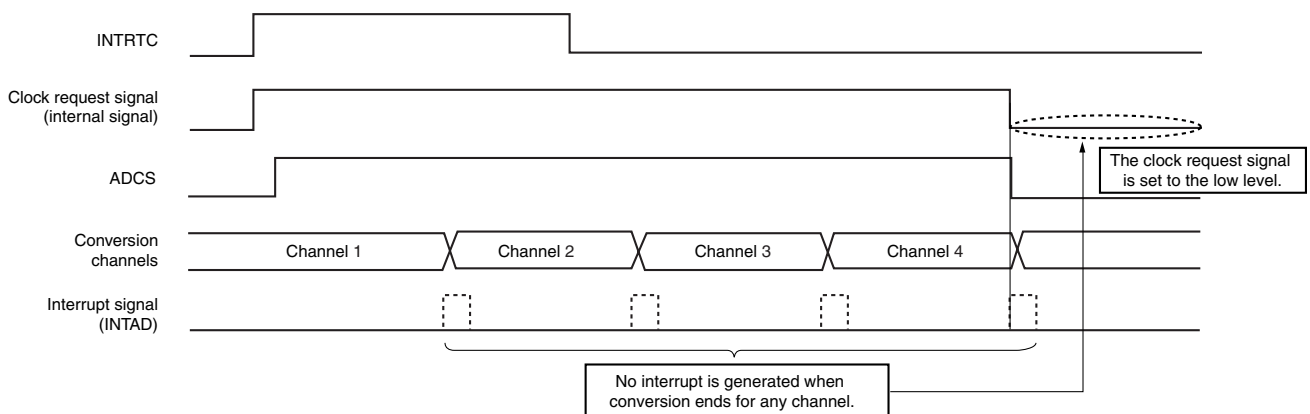 INTRTC
Clock request signal
(internal signal)
The clock request signal
is set to the low level.
ADCS
Conversion
channels
Channel 1
Channel 2
Channel 3
Channel 4
Interrupt signal
(INTAD)
No interrupt is generated when
conversion ends for any channel.